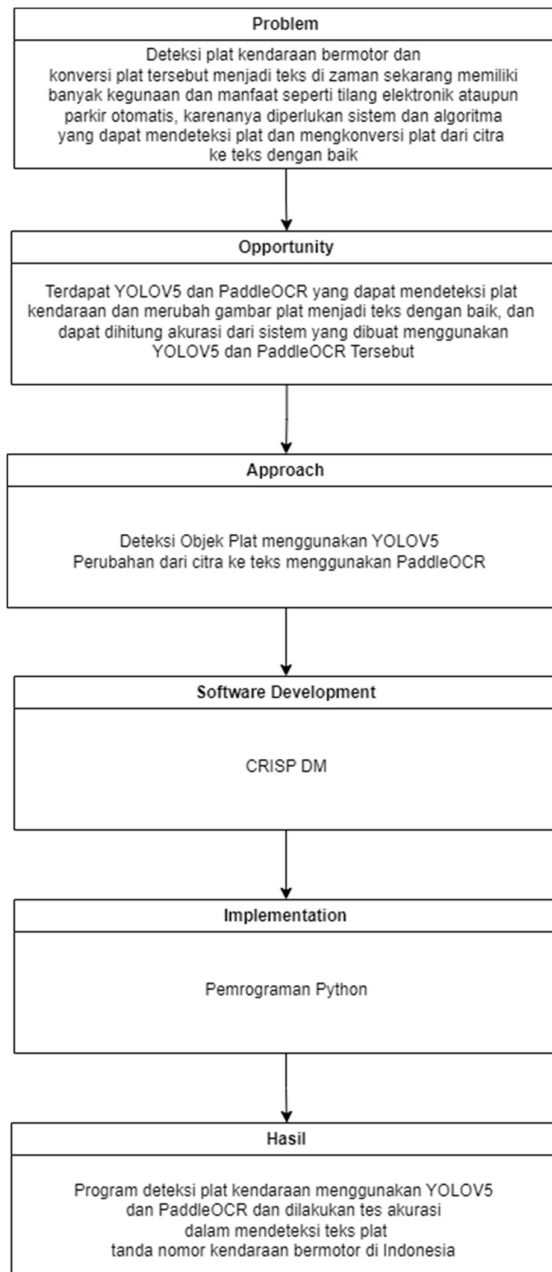 Problem
Deteksi plat kendaraan bermotor dan
konversi plat tersebut menjadi teks di zaman sekarang memiliki
banyak kegunaan dan manfaat seperti tilang elektronik ataupun
parkir otomatis, karenanya diperlukan sistem dan algoritma
yang dapat mendeteksi plat dan mengkonversi plat dari citra
ke teks dengan baik
Opportunity
Terdapat YOLOV5 dan PaddleOCR yang dapat mendeteksi plat
kendaraan dan merubah gambar plat menjadi teks dengan baik, dan
dapat dihitung akurasi dari sistem yang dibuat menggunakan
YOLOV5 dan PaddleOCR Tersebut
Approach
Deteksi Objek Plat menggunakan YOLOV5
Perubahan dari citra ke teks menggunakan PaddleOCR
Software Development
CRISP DM
Implementation
Pemrograman Python
Hasil
Program deteksi plat kendaraan menggunakan YOLOV5
dan PaddleOCR dan dilakukan tes akurasi
dalam mendeteksi teks plat
tanda nomor kendaraan bermotor di Indonesia